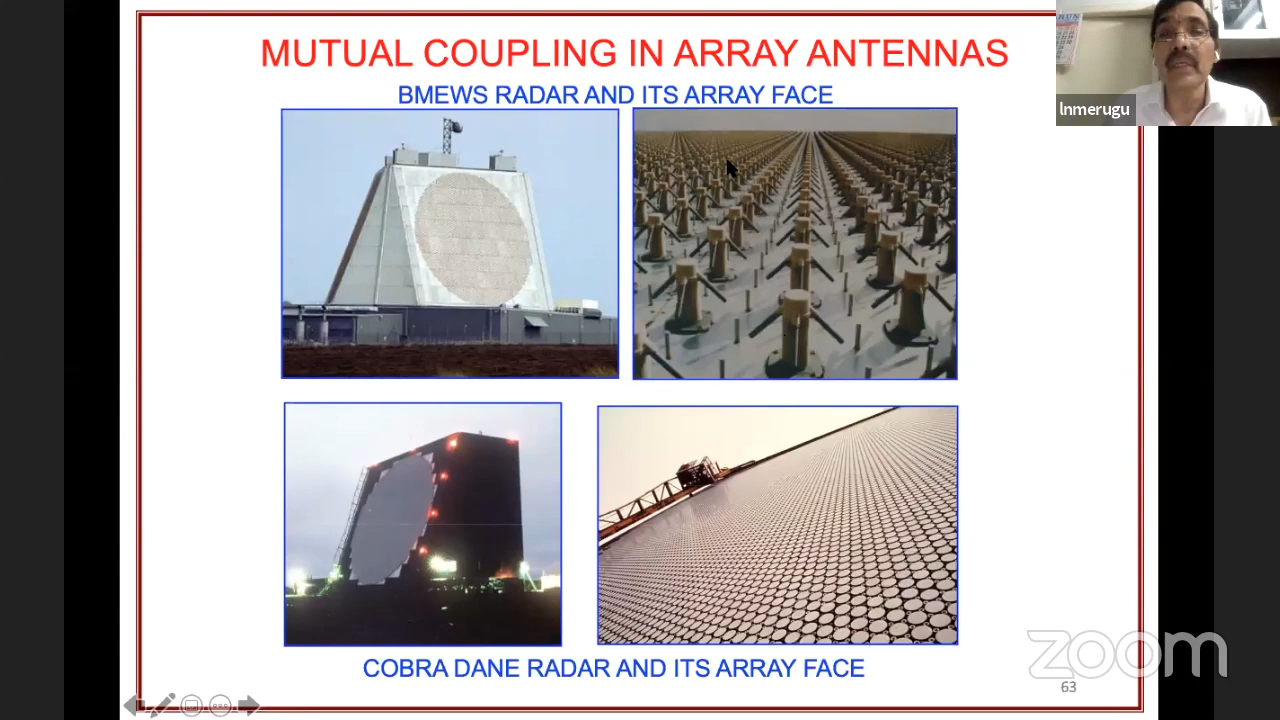 MUTUAL COUPLING IN ARRAY ANTENNAS
BMEWS RADAR AND ITS ARRAY FACE
lnmerugu
COBRA DANE RADAR AND ITS ARRAY FACE
zoom
63